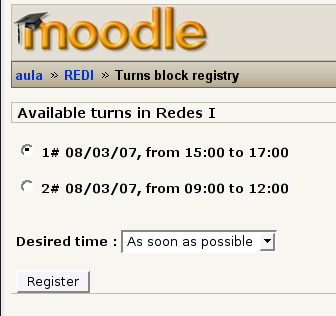 moodle
aula » REDI » Turns block registry
Available turns in Redes I
1# 08/03/07, from 15:00 to 17:00
2# 08/03/07, from 09:00 to 12:00
Desired time : As soon as possible
Register